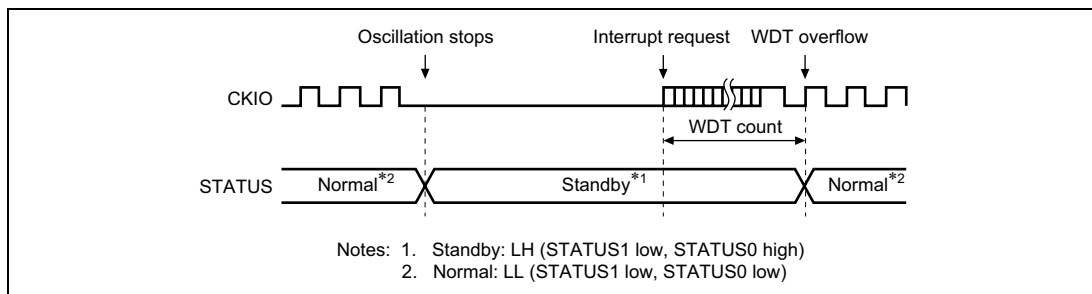 Oscillation stops Interrupt request WDT overflow
CKIO
WDT count
STATUS Normal*2 Standby*1 Normal*2
Notes: 1. Standby: LH (STATUS1 low, STATUS0 high)
2. Normal: LL (STATUS1 low, STATUS0 low)